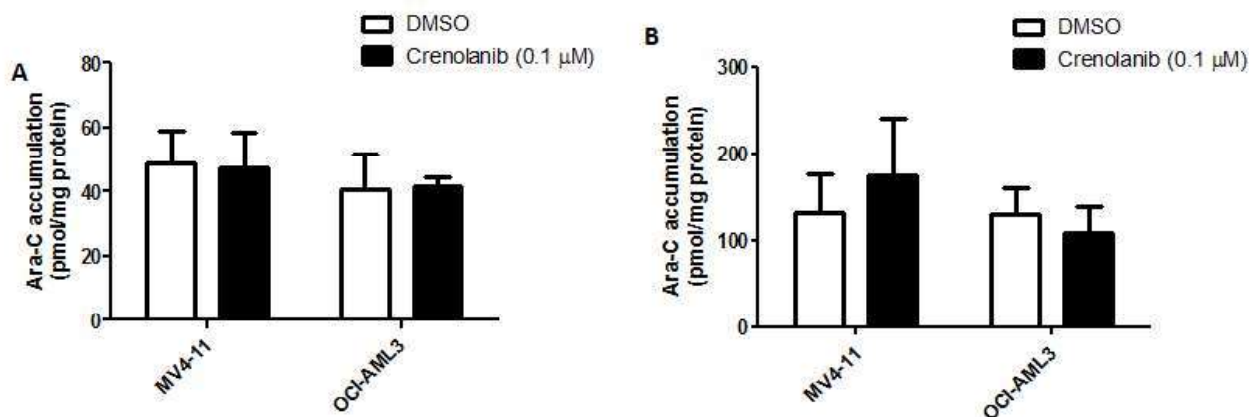 A
DMSO
Crenolanib (0.1 µM)
Ara-C accumulation
(pmol/mg protein)
80
60
40
20
0
MV4-11
OCI-AML3
B
DMSO
Crenolanib (0.1 µM)
Ara-C accumulation
(pmol/mg protein)
300
200
100
0
MV4-11
OCI-AML3